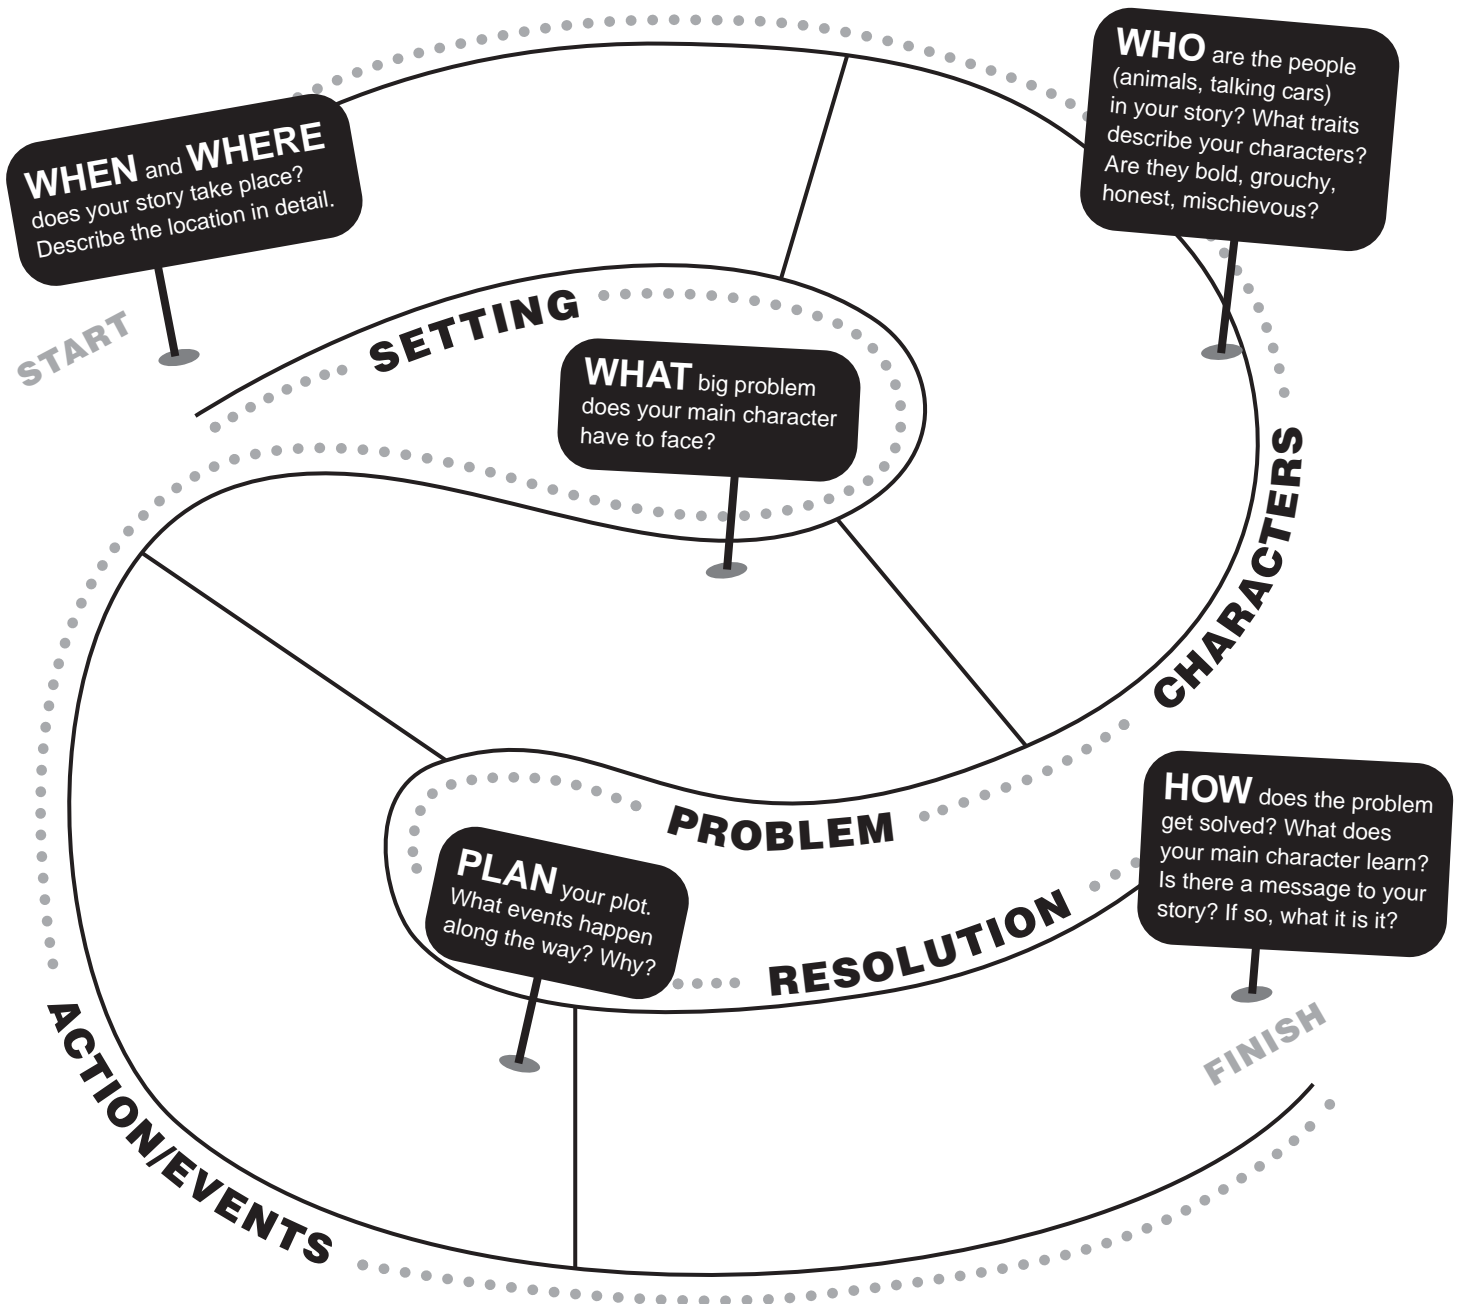 WHEN and WHERE
does your story take place?
Describe the location in detail.
START
SETTING
WHO are the people
(animals, talking cars)
in your story? What traits
describe your characters?
Are they bold, grouchy,
honest, mischievous?
CHARACTERS
WHAT big problem
does your main character
have to face?
PROBLEM
PLAN your plot.
What events happen
along the way? Why?
ACTION/EVENTS
HOW does the problem
get solved? What does
your main character learn?
Is there a message to your
story? If so, what it is it?
RESOLUTION
FINISH